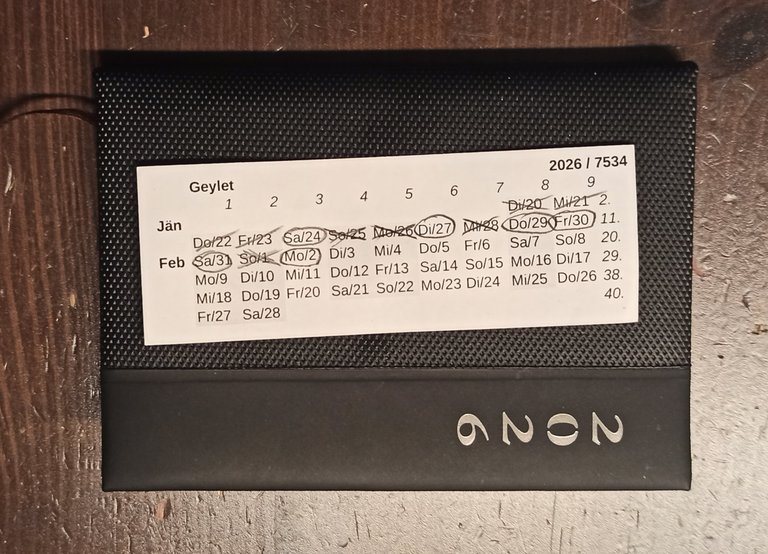 2026 / 7534
Geylet
1 2 3 4 5 6 7 8 9
Di/20 Mi/21 2.
Jän
Do/22 Fr/23 Sa/24 So/25 Mo/26 Di/27 Mi/28 Do/29 Fr/30 11.
Feb Sa/31 So/1 Mo/2 Di/3 Mi/4 Do/5 Fr/6 Sa/7 So/8 20.
Mo/9 Di/10 Mi/11 Do/12 Fr/13 Sa/14 So/15 Mo/16 Di/17 29.
Mi/18 Do/19 Fr/20 Sa/21 So/22 Mo/23 Di/24 Mi/25 Do/26 38.
Fr/27 Sa/28 40.
2026